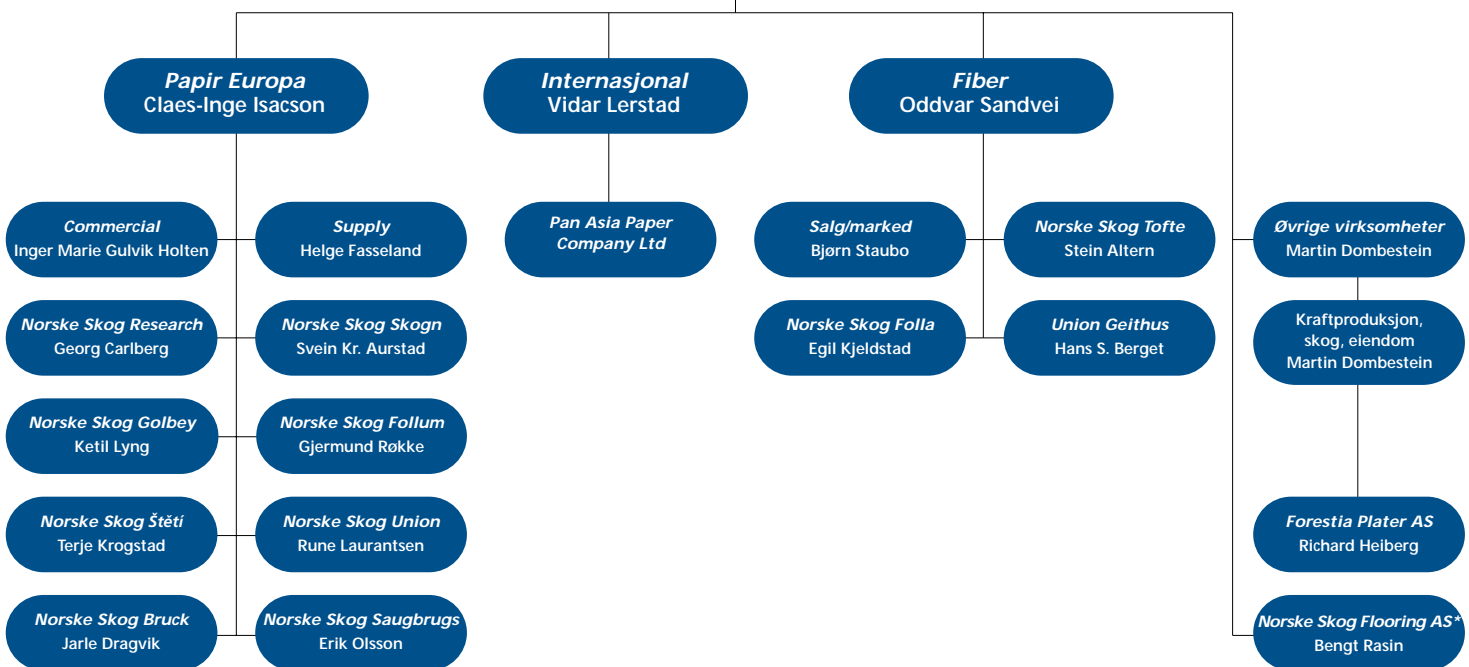 Papir Europa
Claes-Inge Isacson
Internasjonal
Vidar Lerstad
Fiber
Oddvar Sandvei
Commercial
Inger Marie Gulvik Holten
Supply
Helge Fasseland
Pan Asia Paper
Company Ltd
Salg/marked
Bjørn Staubo
Norske Skog Tofte
Stein Altern
Øvrige virksomheter
Martin Dombestein
Norske Skog Research
Georg Carlberg
Norske Skog Skogn
Svein Kr. Aurstad
Norske Skog Folla
Egil Kjeldstad
Union Geithus
Hans S. Berget
Kraftproduksjon,
skog, eiendom
Martin Dombestein
Norske Skog Golbey
Ketil Lyng
Norske Skog Follum
Gjermund Røkke
Norske Skog Štětí
Terje Krogstad
Norske Skog Union
Rune Laurantsen
Forestia Plater AS
Richard Heiberg
Norske Skog Bruck
Jarle Dragvik
Norske Skog Saugbrugs
Erik Olsson
Norske Skog Flooring AS*
Bengt Rasin